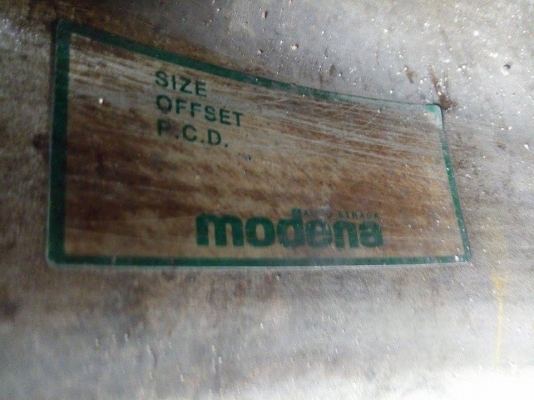 SIZE
OFFSET
P.C.D.
modena